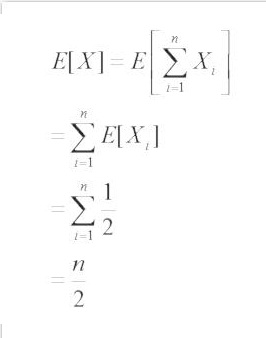 E[X] = E[∑_{i=1}^{n} X_i]
= ∑_{i=1}^{n} E[X_i]
= ∑_{i=1}^{n} 1/2
= n/2